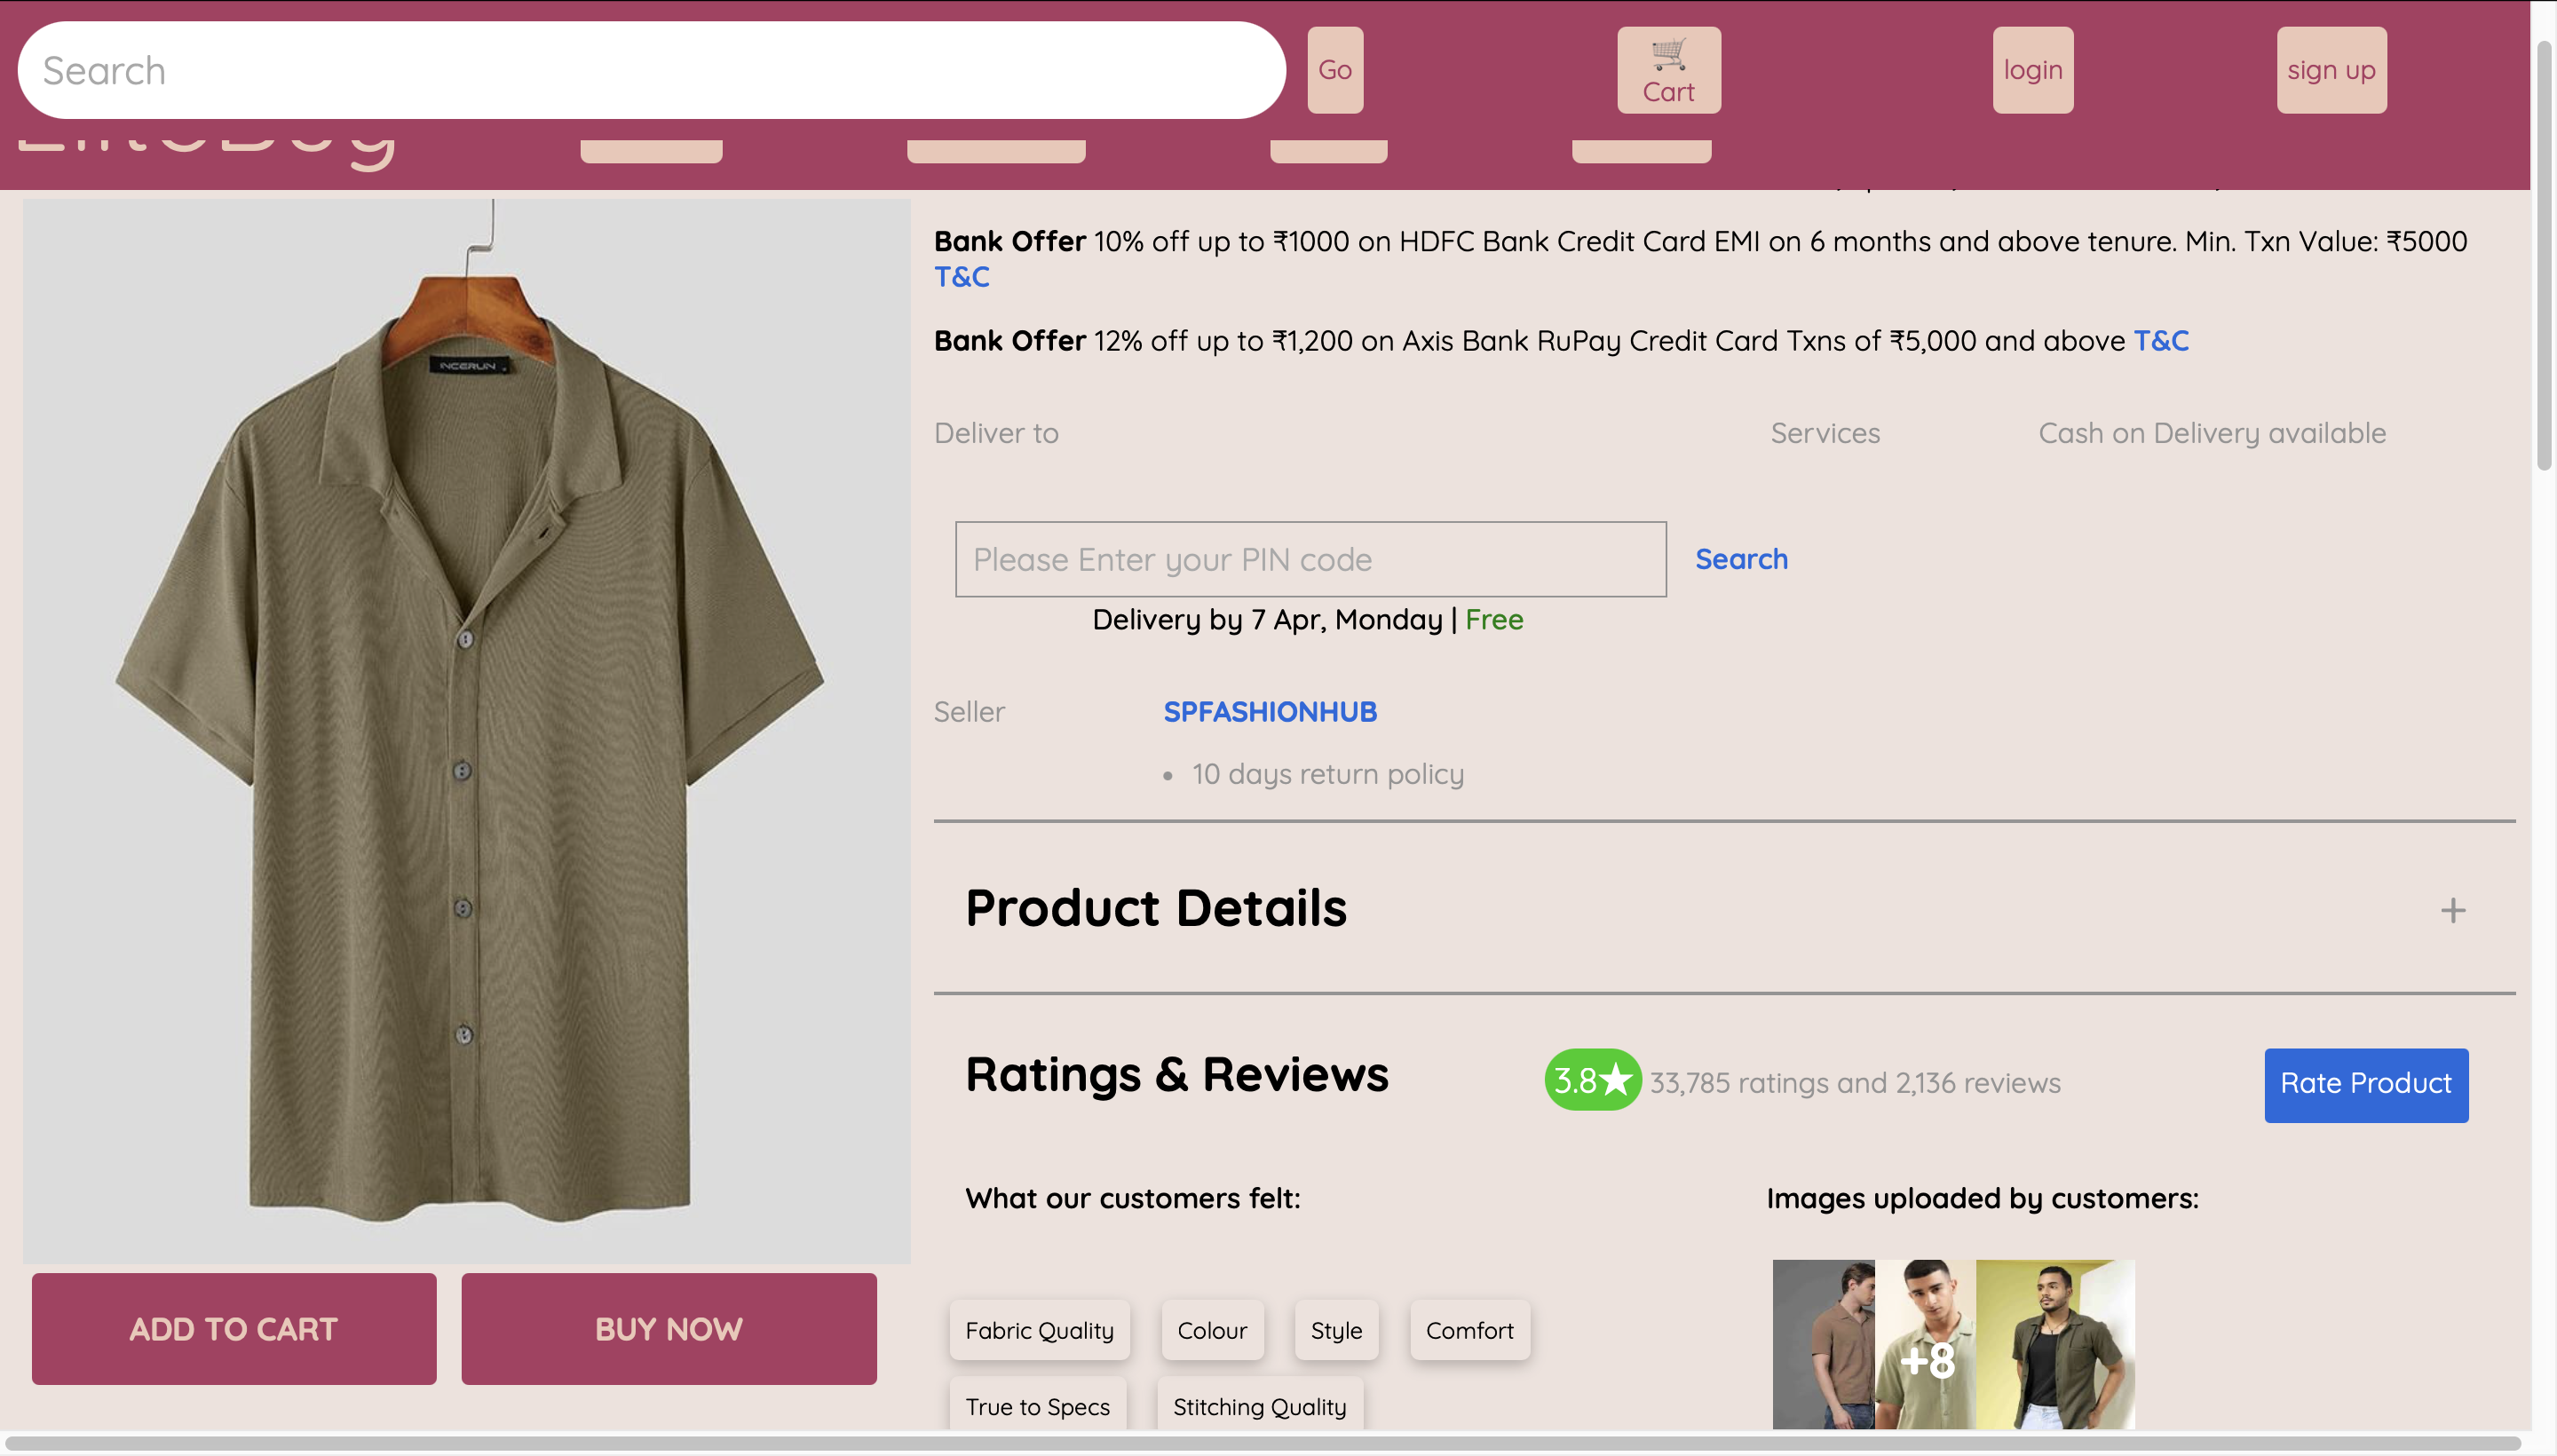 Search
Go
🛒
Cart
login
sign up
Bank Offer 10% off up to ₹1000 on HDFC Bank Credit Card EMI on 6 months and above tenure. Min. Txn Value: ₹5000
T&C
INCERUN
Bank Offer 12% off up to ₹1,200 on Axis Bank RuPay Credit Card Txns of ₹5,000 and above T&C
Deliver to
Services
Cash on Delivery available
Please Enter your PIN code
Search
Delivery by 7 Apr, Monday | Free
Seller
SPFASHIONHUB
• 10 days return policy
Product Details
+
Ratings & Reviews
3.8★ 33,785 ratings and 2,136 reviews
Rate Product
What our customers felt:
Images uploaded by customers:
ADD TO CART
BUY NOW
Fabric Quality
Colour
Style
Comfort
+8
True to Specs
Stitching Quality